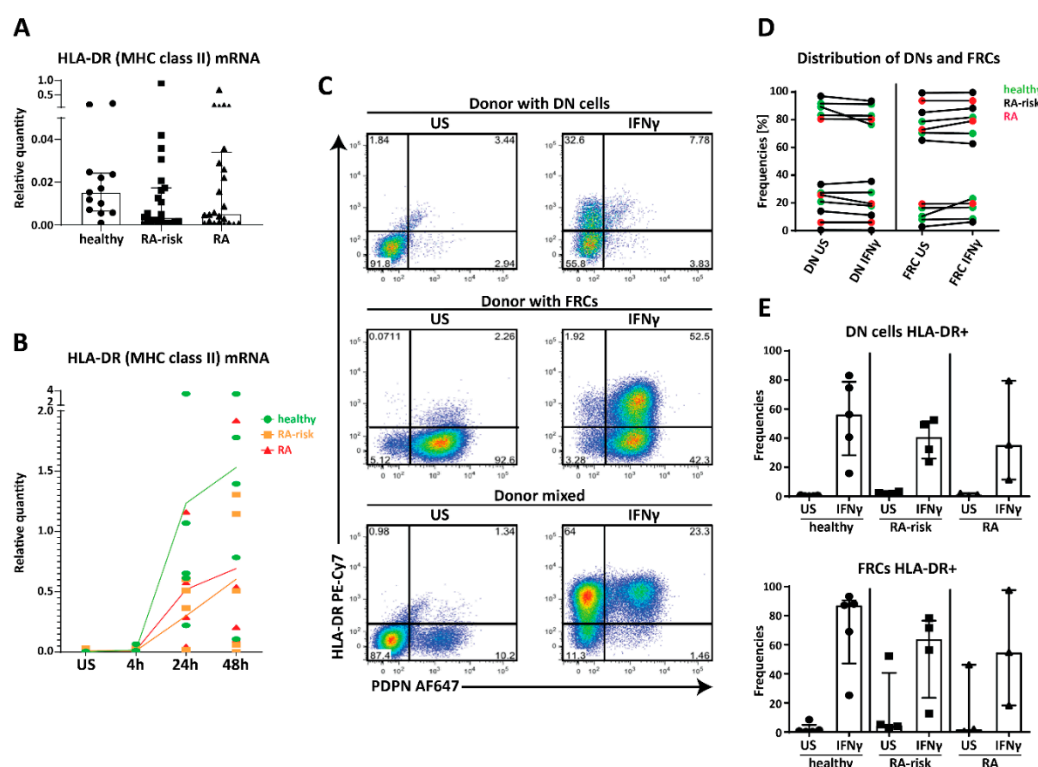 A
HLA-DR (MHC class II) mRNA
Relative quantity
1.0
0.5
0.04
0.02
0.00
healthy
RA-risk
RA
B
HLA-DR (MHC class II) mRNA
Relative quantity
4
2
2.0
1.5
1.0
0.5
0.0
US
4h
24h
48h
healthy
RA-risk
RA
C
Donor with DN cells
US
IFNγ
1.84
3.44
91.8
2.94
32.6
7.78
55.8
3.83
Donor with FRCs
US
IFNγ
0.0711
2.26
5.12
92.6
1.92
52.5
3.28
42.3
Donor mixed
US
IFNγ
0.98
1.34
87.4
10.2
64
23.3
11.3
1.46
HLA-DR PE-Cy7
PDPN AF647
D
Distribution of DNs and FRCs
Frequencies [%]
100
80
60
40
20
0
DN US
DN IFNγ
FRC US
FRC IFNγ
healthy
RA-risk
RA
E
DN cells HLA-DR+
Frequencies
100
80
60
40
20
0
US
IFNγ
US
IFNγ
US
IFNγ
healthy
RA-risk
RA
FRCs HLA-DR+
Frequencies
100
80
60
40
20
0
US
IFNγ
US
IFNγ
US
IFNγ
healthy
RA-risk
RA